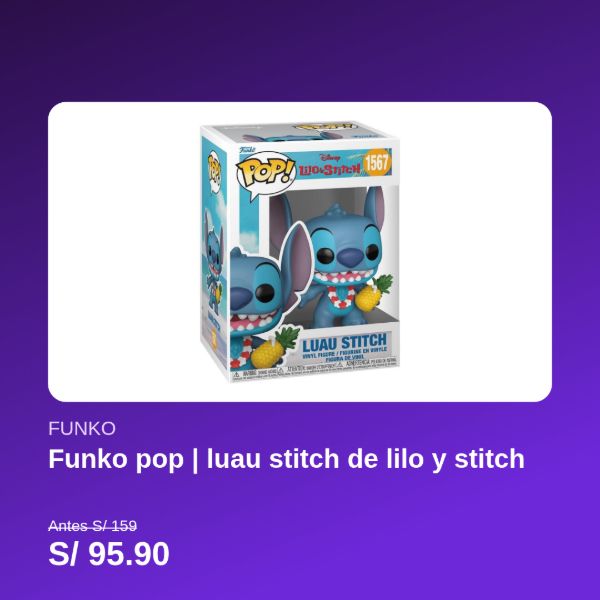 Funko
POP!
Disney
LILO & STITCH
1567
POP!
LUAU STITCH
VINYL FIGURE / FIGURINE EN VINYLE
FIGURA DE VINIL
FUNKO
Funko pop | luau stitch de lilo y stitch
Antes S/ 159
S/ 95.90